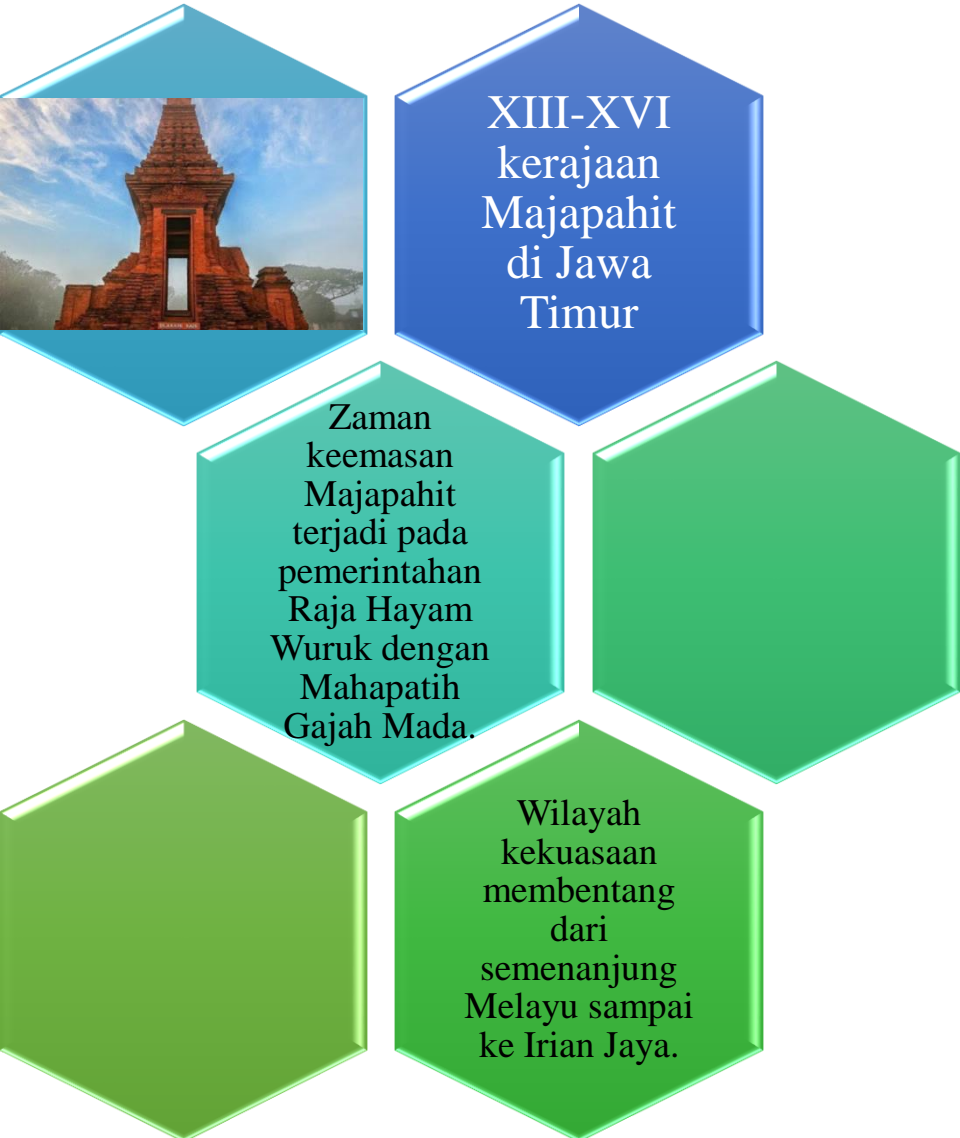 XIII-XVI
kerajaan
Majapahit
di Jawa
Timur
Zaman
keemasan
Majapahit
terjadi pada
pemerintahan
Raja Hayam
Wuruk dengan
Mahapatih
Gajah Mada.
Wilayah
kekuasaan
membentang
dari
semenanjung
Melayu sampai
ke Irian Jaya.